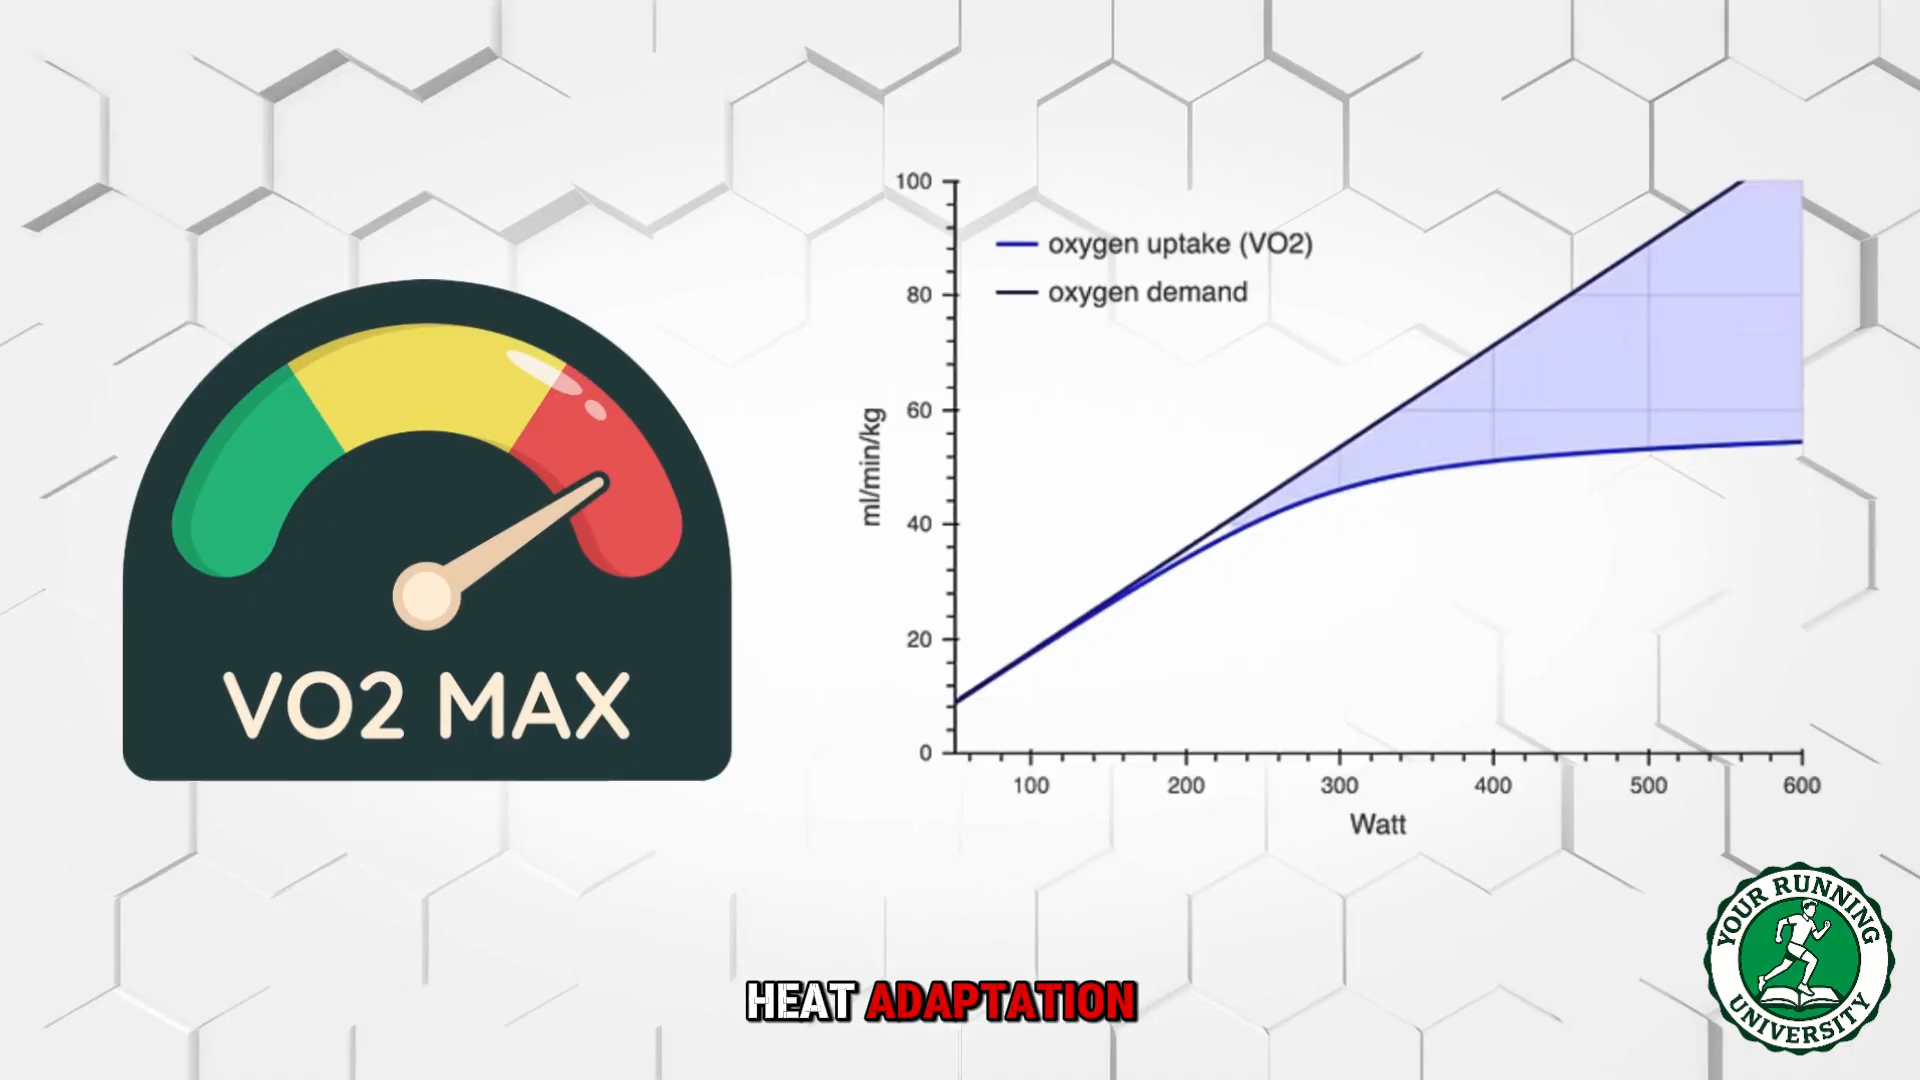 VO2 MAX
100
80
60
40
20
0
ml/min/kg
oxygen uptake (VO2)
oxygen demand
100 200 300 400 500 600
Watt
HEAT ADAPTATION
YOUR RUNNING
UNIVERSITY